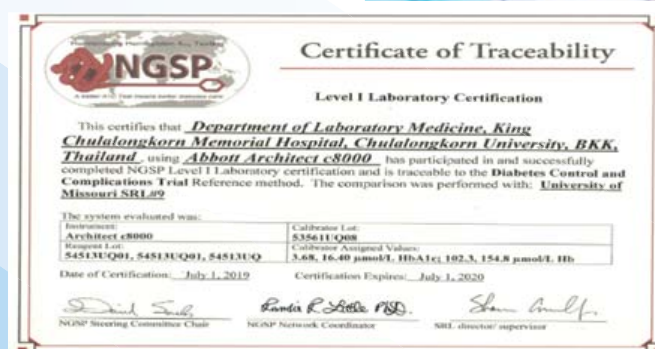 NGSP
Certificate of Traceability
Level I Laboratory Certification
This certifies that Department of Laboratory Medicine, King
Chulalongkorn Memorial Hospital, Chulalongkorn University, BKK,
Thailand, using Abbott Architect c8000 has participated in and successfully
completed NGSP Level I Laboratory certification and is traceable to the Diabetes Control and
Complications Trial Reference method. The comparison was performed with: University of
Missouri SRL#9
The system evaluated was:
Instrument: Calibrator Lot:
Architect c8000 53561UQ08
Reagent Lot: Calibrator Assigned Values:
54513UQ01, 54513UQ01, 54513UQ 3.68, 16.40 µmol/L HbA1c; 102.3, 154.8 µmol/L Hb
Date of Certification: July 1, 2019 Certification Expires: July 1, 2020
Randie R Little PhD.
NGSP Steering Committee Chair NGSP Network Coordinator SRL director/ supervisor